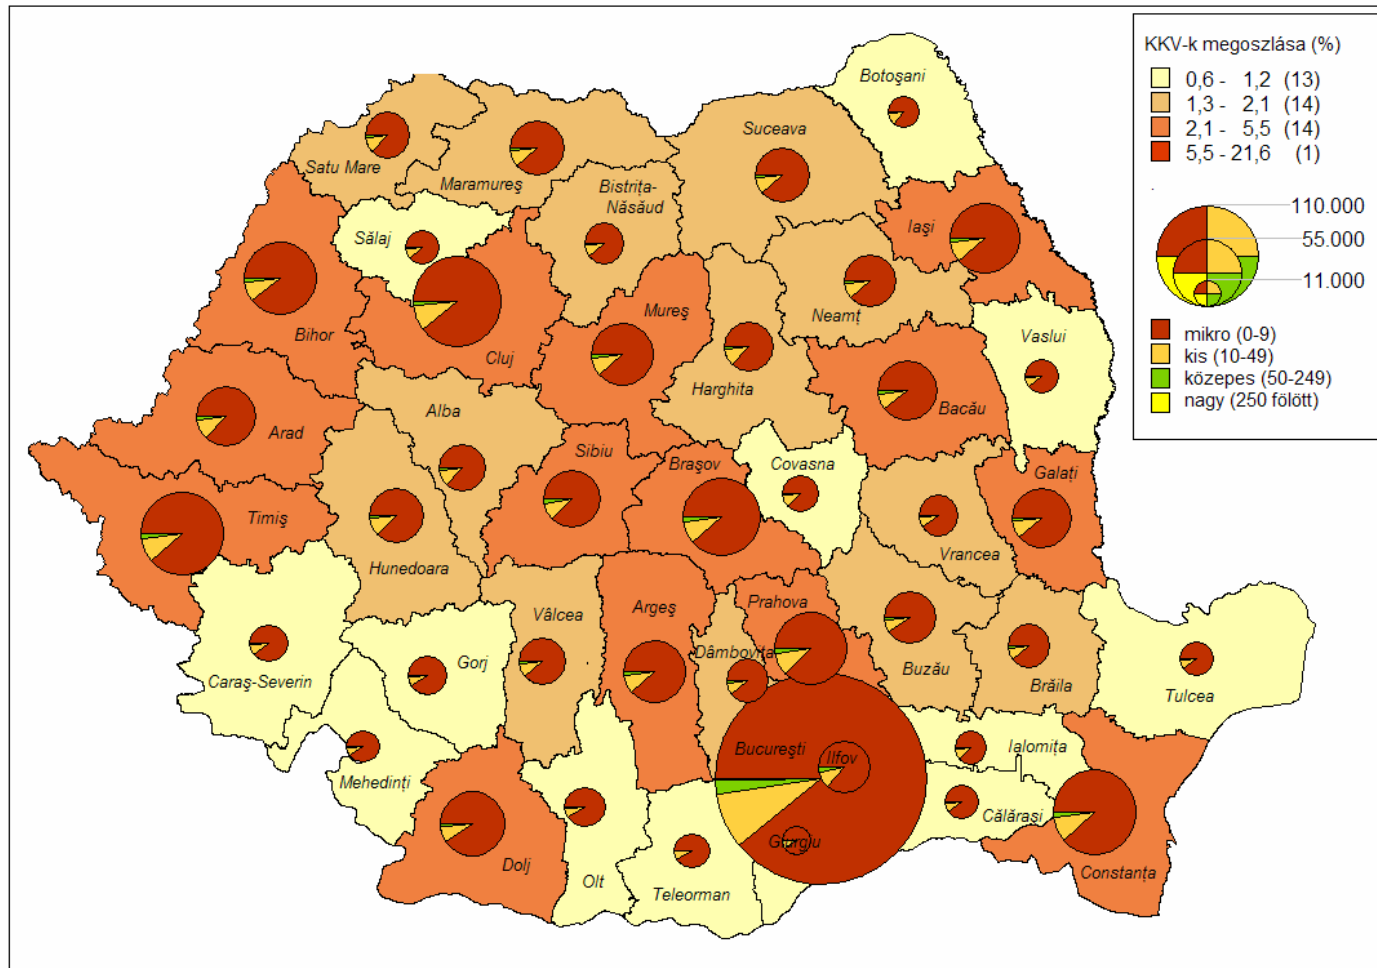 KKV-k megoszlása (%)
0,6 - 1,2 (13)
1,3 - 2,1 (14)
2,1 - 5,5 (14)
5,5 - 21,6 (1)
110.000
55.000
11.000
mikro (0-9)
kis (10-49)
közepes (50-249)
nagy (250 fölött)
Botoşani
Suceava
Satu Mare
Maramureş
Bistriţa-
Năsăud
Iaşi
Sălaj
Mureş
Neamţ
Bihor
Vaslui
Cluj
Harghita
Bacău
Alba
Arad
Sibiu
Braşov
Covasna
Galaţi
Timiş
Vrancea
Hunedoara
Prahova
Argeş
Vâlcea
Dâmboviţa
Gorj
Buzău
Caraş-Severin
Brăila
Tulcea
Bucureşti
Ilfov
Ialomiţa
Mehedinţi
Călăraşi
Giurgiu
Dolj
Olt
Teleorman
Constanţa